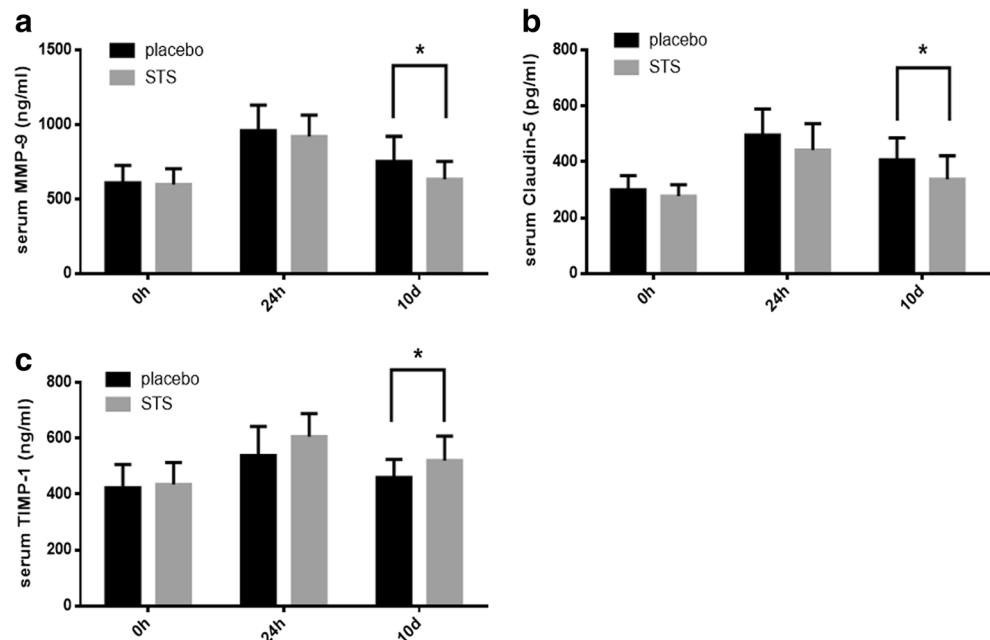 a
serum MMP-9 (ng/ml)
1500
1000
500
0
placebo
STS
*
0h
24h
10d
b
serum Claudin-5 (pg/ml)
800
600
400
200
0
placebo
STS
*
0h
24h
10d
c
serum TIMP-1 (ng/ml)
800
600
400
200
0
placebo
STS
*
0h
24h
10d